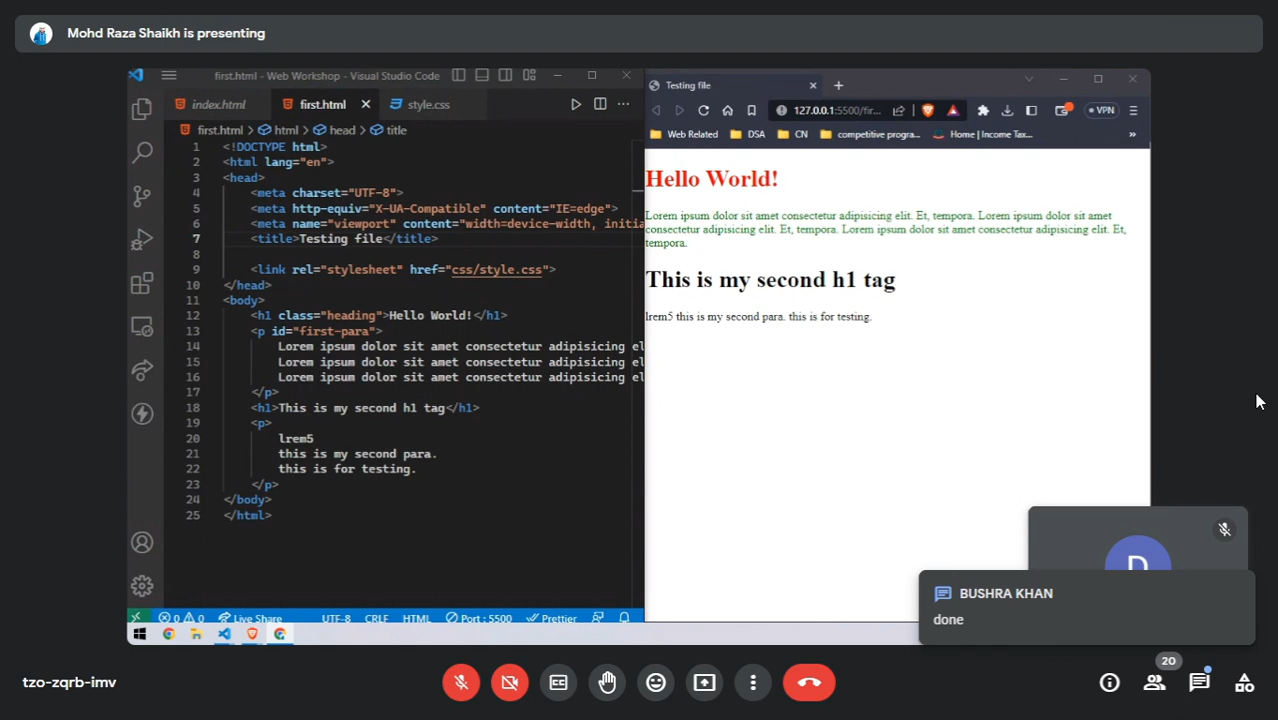 Mohd Raza Shaikh is presenting
first.html - Web Workshop - Visual Studio Code
index.html
first.html
style.css
first.html > html > head > title
1 <!DOCTYPE html>
2 <html lang="en">
3 <head>
4 <meta charset="UTF-8">
5 <meta http-equiv="X-UA-Compatible" content="IE=edge">
6 <meta name="viewport" content="width=device-width, initia
7 <title>Testing file</title>
8
9 <link rel="stylesheet" href="css/style.css">
10 </head>
11 <body>
12 <h1 class="heading">Hello World!</h1>
13 <p id="first-para">
14 Lorem ipsum dolor sit amet consectetur adipisicing el
15 Lorem ipsum dolor sit amet consectetur adipisicing el
16 Lorem ipsum dolor sit amet consectetur adipisicing el
17 </p>
18 <h1>This is my second h1 tag</h1>
19 <p>
20 lrem5
21 this is my second para.
22 this is for testing.
23 </p>
24 </body>
25 </html>
0 0 Live Share UTF-8 CRLF HTML Port : 5500 Prettier
Testing file
127.0.0.1:5500/fir... VPN
Web Related DSA CN competitive progra... Home | Income Tax... »
Hello World!
Lorem ipsum dolor sit amet consectetur adipisicing elit. Et, tempora. Lorem ipsum dolor sit amet
consectetur adipisicing elit. Et, tempora. Lorem ipsum dolor sit amet consectetur adipisicing elit. Et,
tempora.
This is my second h1 tag
lrem5 this is my second para. this is for testing.
D
BUSHRA KHAN
done
tzo-zqrb-imv
CC
20